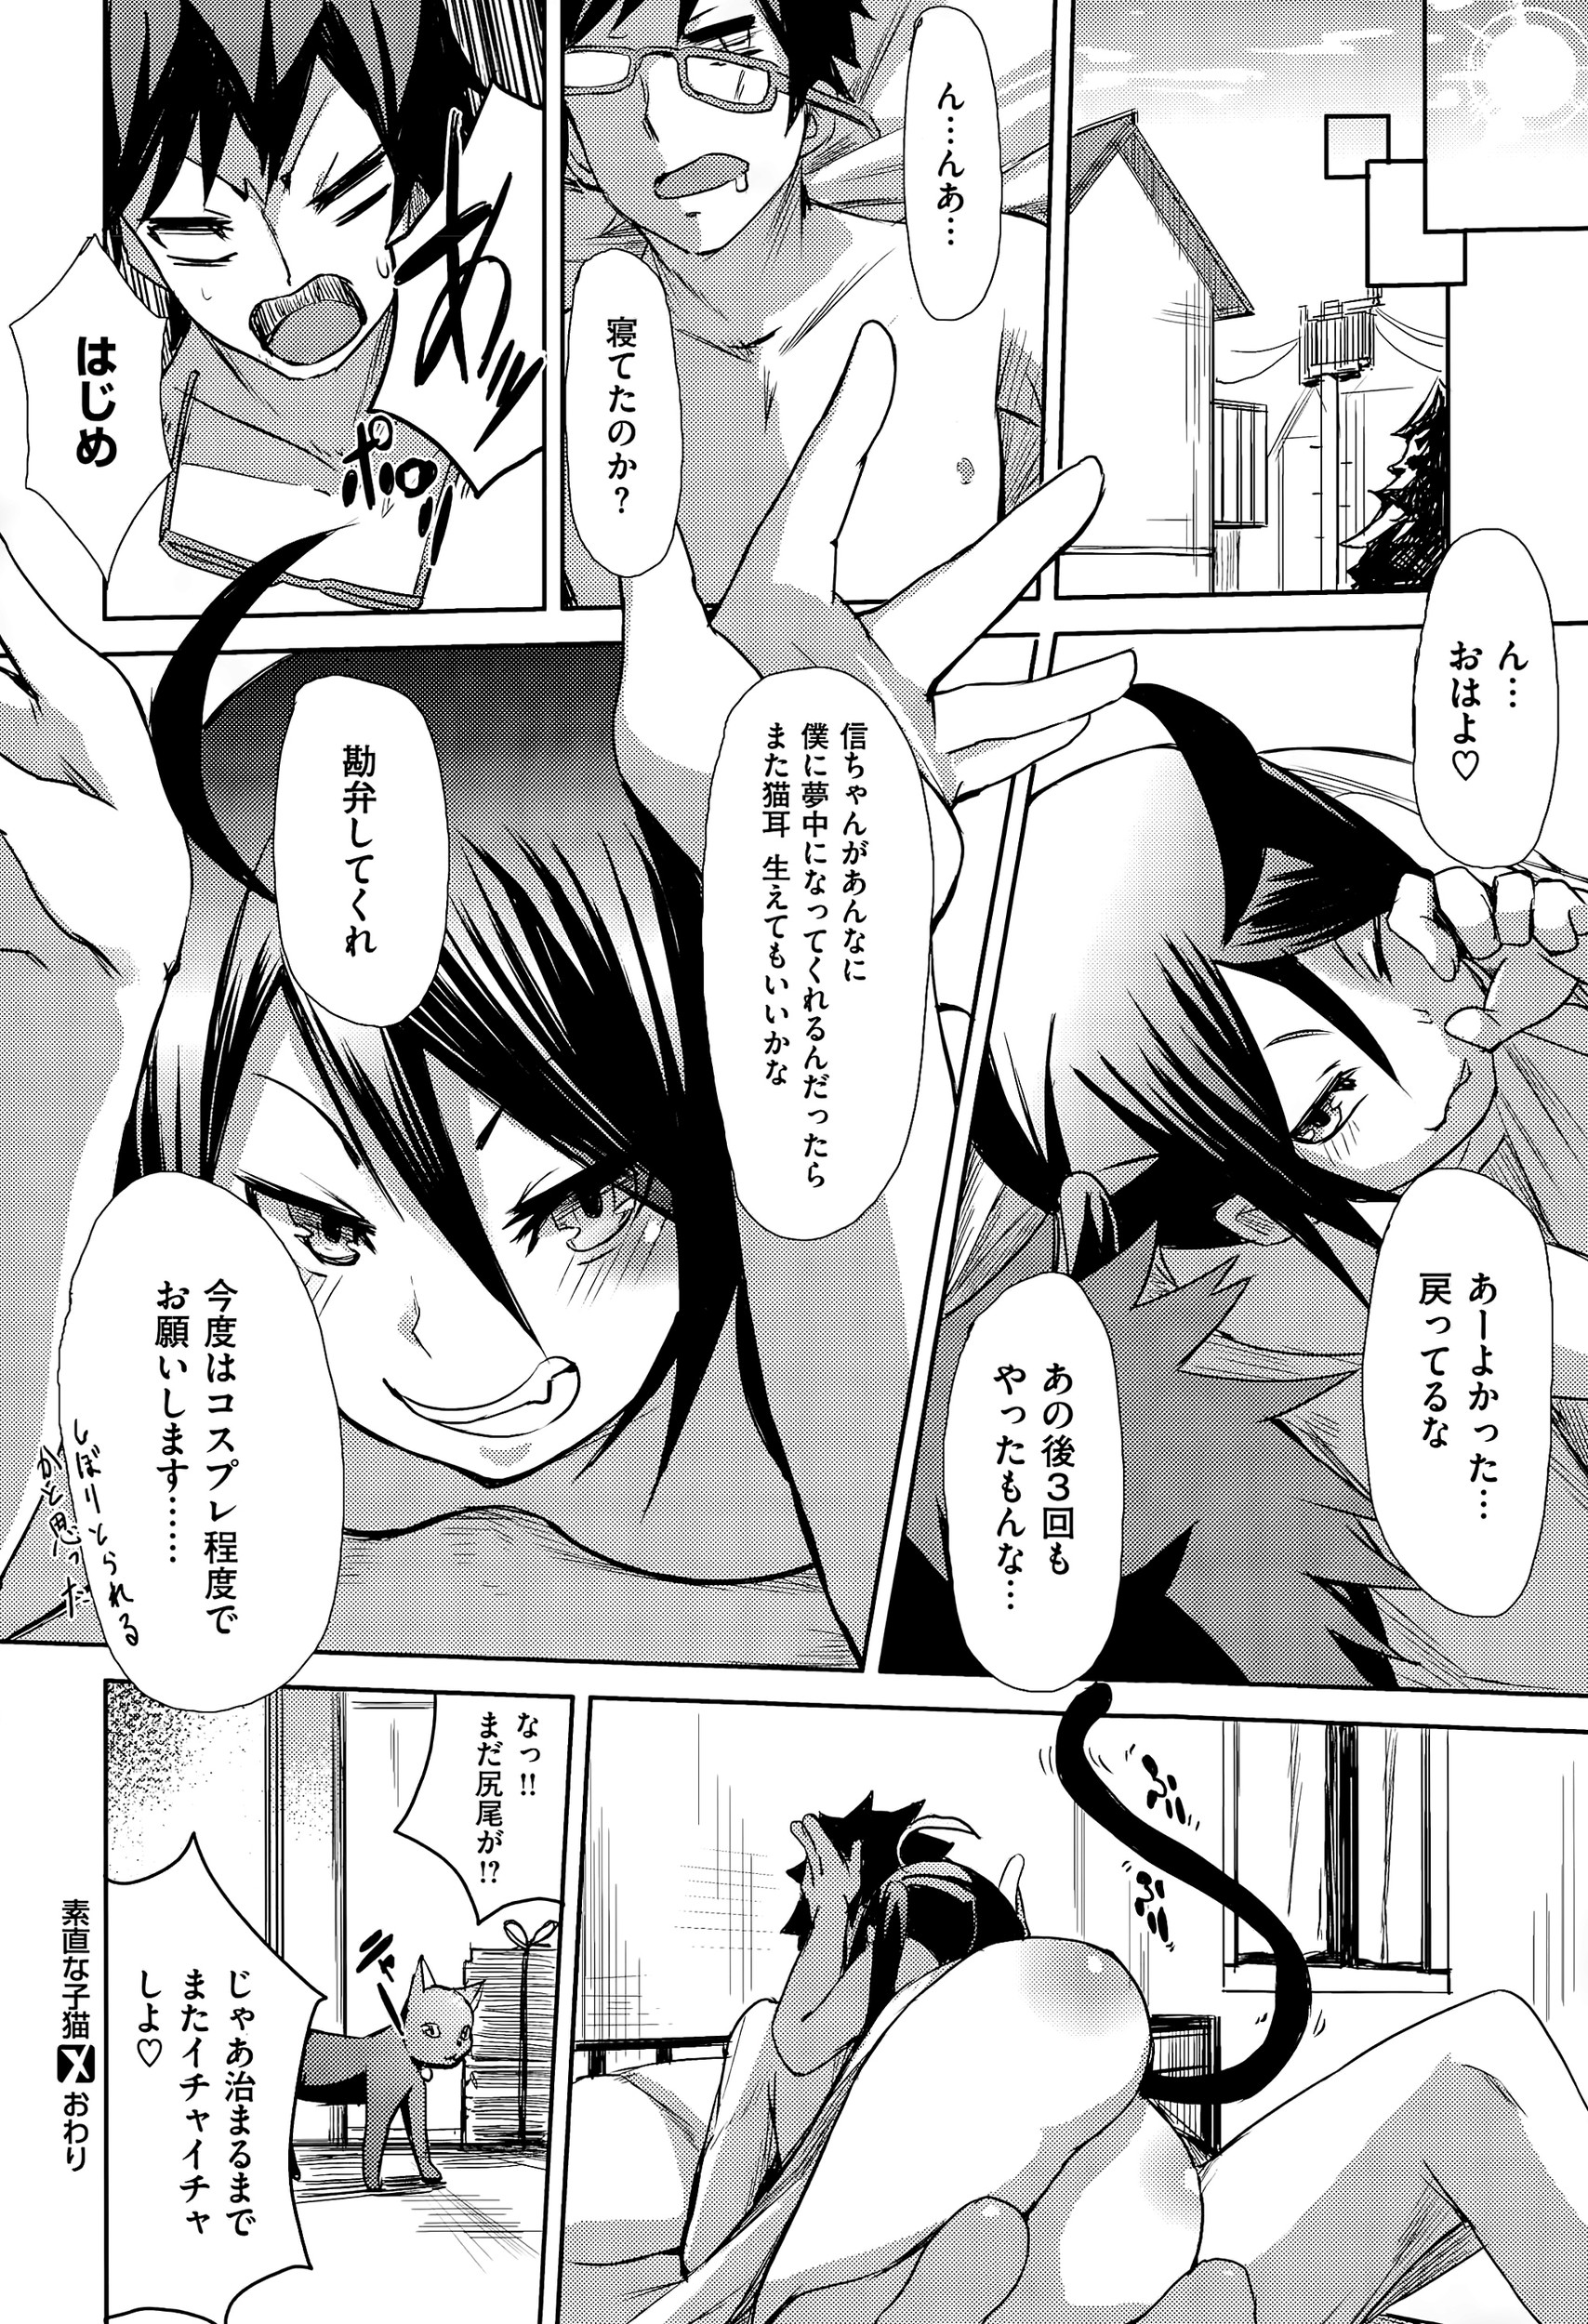 ん…んあ…
寝てたのか？
あッッ
ポロッ
はじめ
ん…
おはよ♡
あーよかった…
戻ってるな
あの後３回も
やったもんな…
信ちゃんがあんなに
僕に夢中になってくれるんだったら
また猫耳 生えてもいいかな
勘弁してくれ
今度はコスプレ程度で
お願いします……
しぼりとられる
かと思った
ぷりぷり
ぷりぷり
なっ!!
まだ尻尾が!?
ニャー
じゃあ治まるまで
またイチャイチャ
しよ♡
素直な子猫 おわり